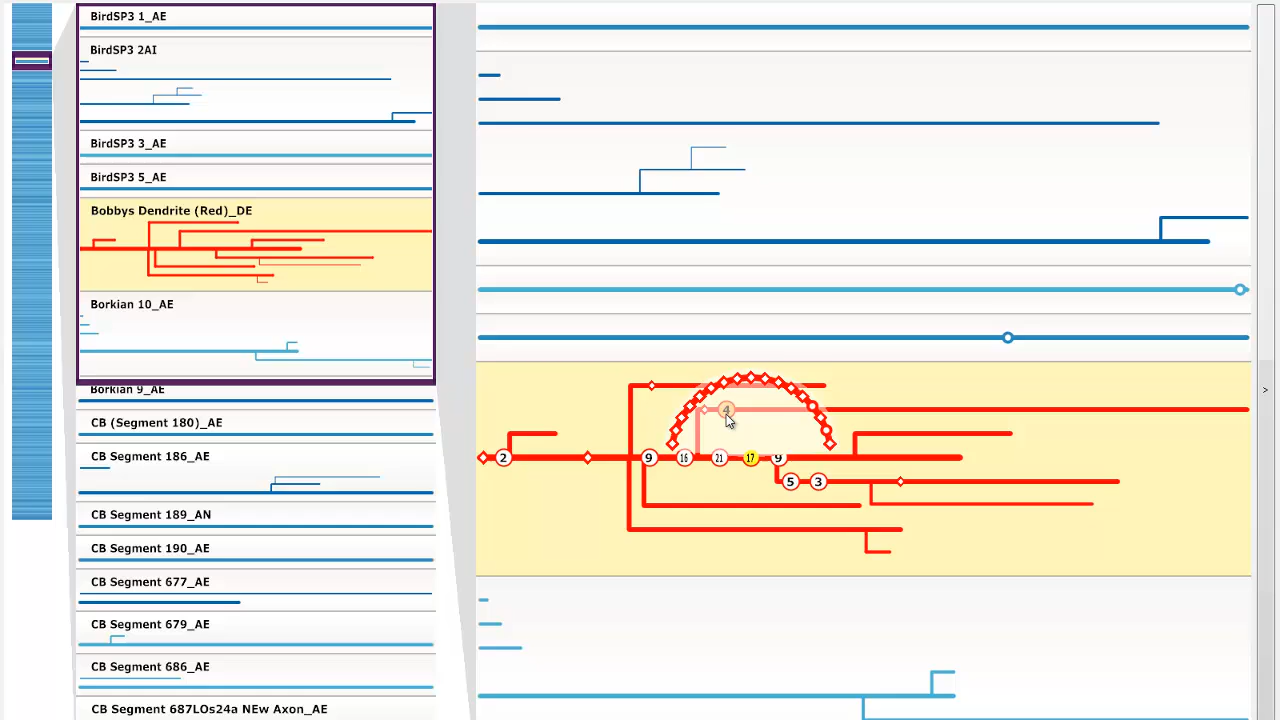 BirdSP3 1_AE
BirdSP3 2AI
BirdSP3 3_AE
BirdSP3 5_AE
Bobbys Dendrite (Red)_DE
Borkian 10_AE
Borkian 9_AE
CB (Segment 180)_AE
CB Segment 186_AE
CB Segment 189_AN
CB Segment 190_AE
CB Segment 677_AE
CB Segment 679_AE
CB Segment 686_AE
CB Segment 687LOs24a NEw Axon_AE
4
2 9 16 21 17 9
5 3
>